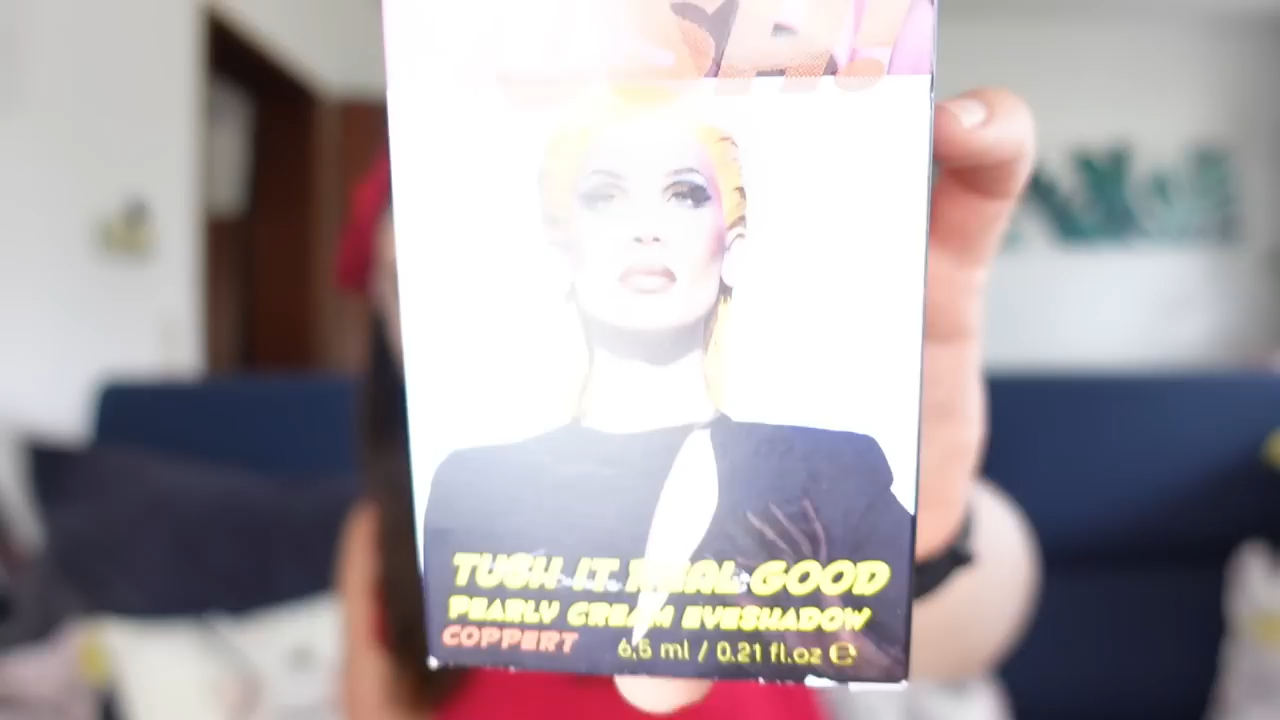 TUSH IT REAL GOOD
PEARLY CREAM EYESHADOW
COPPERT
6,5 ml / 0.21 fl.oz ℮